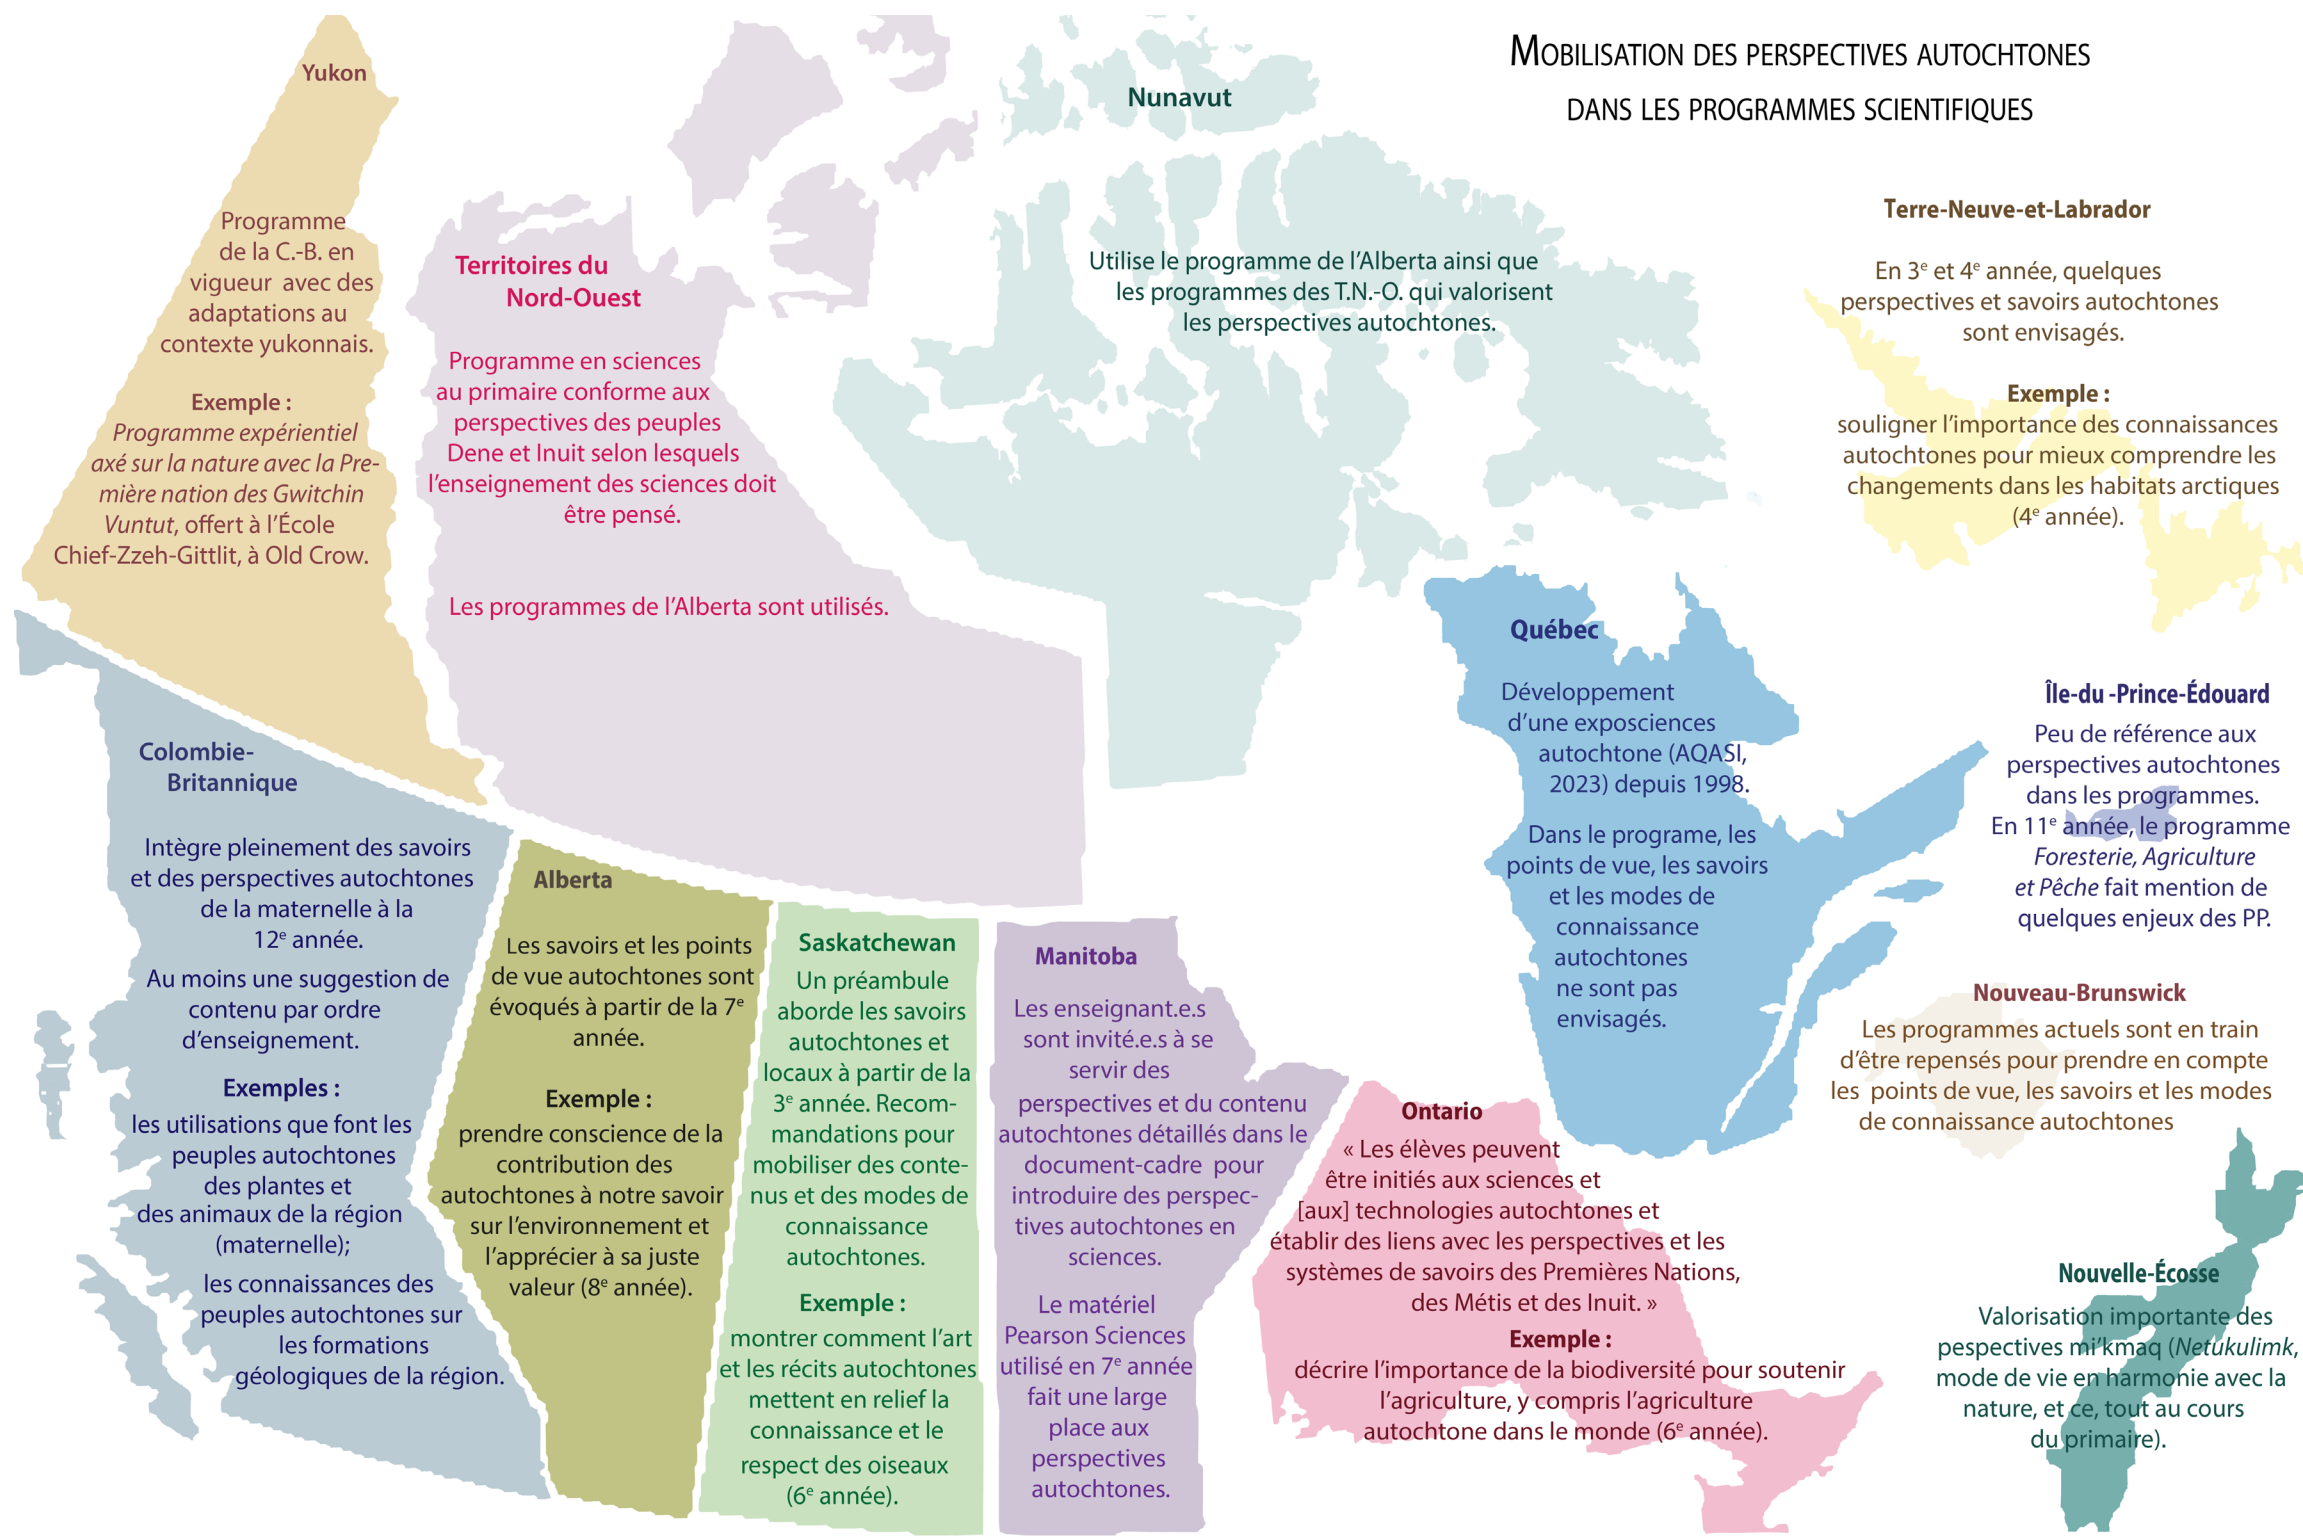 Mobilisation des perspectives autochtones
dans les programmes scientifiques
Yukon
Programme
de la C.-B. en
vigueur avec des
adaptations au
contexte yukonnais.
Exemple :
Programme expérientiel
axé sur la nature avec la Pre-
mière nation des Gwitchin
Vuntut, offert à l’École
Chief-Zzeh-Gittlit, à Old Crow.
Territoires du
Nord-Ouest
Programme en sciences
au primaire conforme aux
perspectives des peuples
Dene et Inuit selon lesquels
l’enseignement des sciences doit
être pensé.
Les programmes de l’Alberta sont utilisés.
Nunavut
Utilise le programme de l’Alberta ainsi que
les programmes des T.N.-O. qui valorisent
les perspectives autochtones.
Terre-Neuve-et-Labrador
En 3e et 4e année, quelques
perspectives et savoirs autochtones
sont envisagés.
Exemple :
souligner l’importance des connaissances
autochtones pour mieux comprendre les
changements dans les habitats arctiques
(4e année).
Colombie-
Britannique
Intègre pleinement des savoirs
et des perspectives autochtones
de la maternelle à la
12e année.
Au moins une suggestion de
contenu par ordre
d’enseignement.
Exemples :
les utilisations que font les
peuples autochtones
des plantes et
des animaux de la région
(maternelle);
les connaissances des
peuples autochtones sur
les formations
géologiques de la région.
Alberta
Les savoirs et les points
de vue autochtones sont
évoqués à partir de la 7e
année.
Exemple :
prendre conscience de la
contribution des
autochtones à notre savoir
sur l’environnement et
l’apprécier à sa juste
valeur (8e année).
Saskatchewan
Un préambule
aborde les savoirs
autochtones et
locaux à partir de la
3e année. Recom-
mandations pour
mobiliser des conte-
nus et des modes de
connaissance
autochtones.
Exemple :
montrer comment l’art
et les récits autochtones
mettent en relief la
connaissance et le
respect des oiseaux
(6e année).
Manitoba
Les enseignant.e.s
sont invité.e.s à se
servir des
perspectives et du contenu
autochtones détaillés dans le
document-cadre pour
introduire des perspec-
tives autochtones en
sciences.
Le matériel
Pearson Sciences
utilisé en 7e année
fait une large
place aux
perspectives
autochtones.
Ontario
« Les élèves peuvent
être initiés aux sciences et
[aux] technologies autochtones et
établir des liens avec les perspectives et les
systèmes de savoirs des Premières Nations,
des Métis et des Inuit. »
Exemple :
décrire l’importance de la biodiversité pour soutenir
l’agriculture, y compris l’agriculture
autochtone dans le monde (6e année).
Québec
Développement
d’une exposciences
autochtone (AQASI,
2023) depuis 1998.
Dans le programe, les
points de vue, les savoirs
et les modes de
connaissance
autochtones
ne sont pas
envisagés.
Île-du -Prince-Édouard
Peu de référence aux
perspectives autochtones
dans les programmes.
En 11e année, le programme
Foresterie, Agriculture
et Pêche fait mention de
quelques enjeux des PP.
Nouveau-Brunswick
Les programmes actuels sont en train
d’être repensés pour prendre en compte
les points de vue, les savoirs et les modes
de connaissance autochtones
Nouvelle-Écosse
Valorisation importante des
pespectives mi’kmaq (Netukulimk,
mode de vie en harmonie avec la
nature, et ce, tout au cours
du primaire).